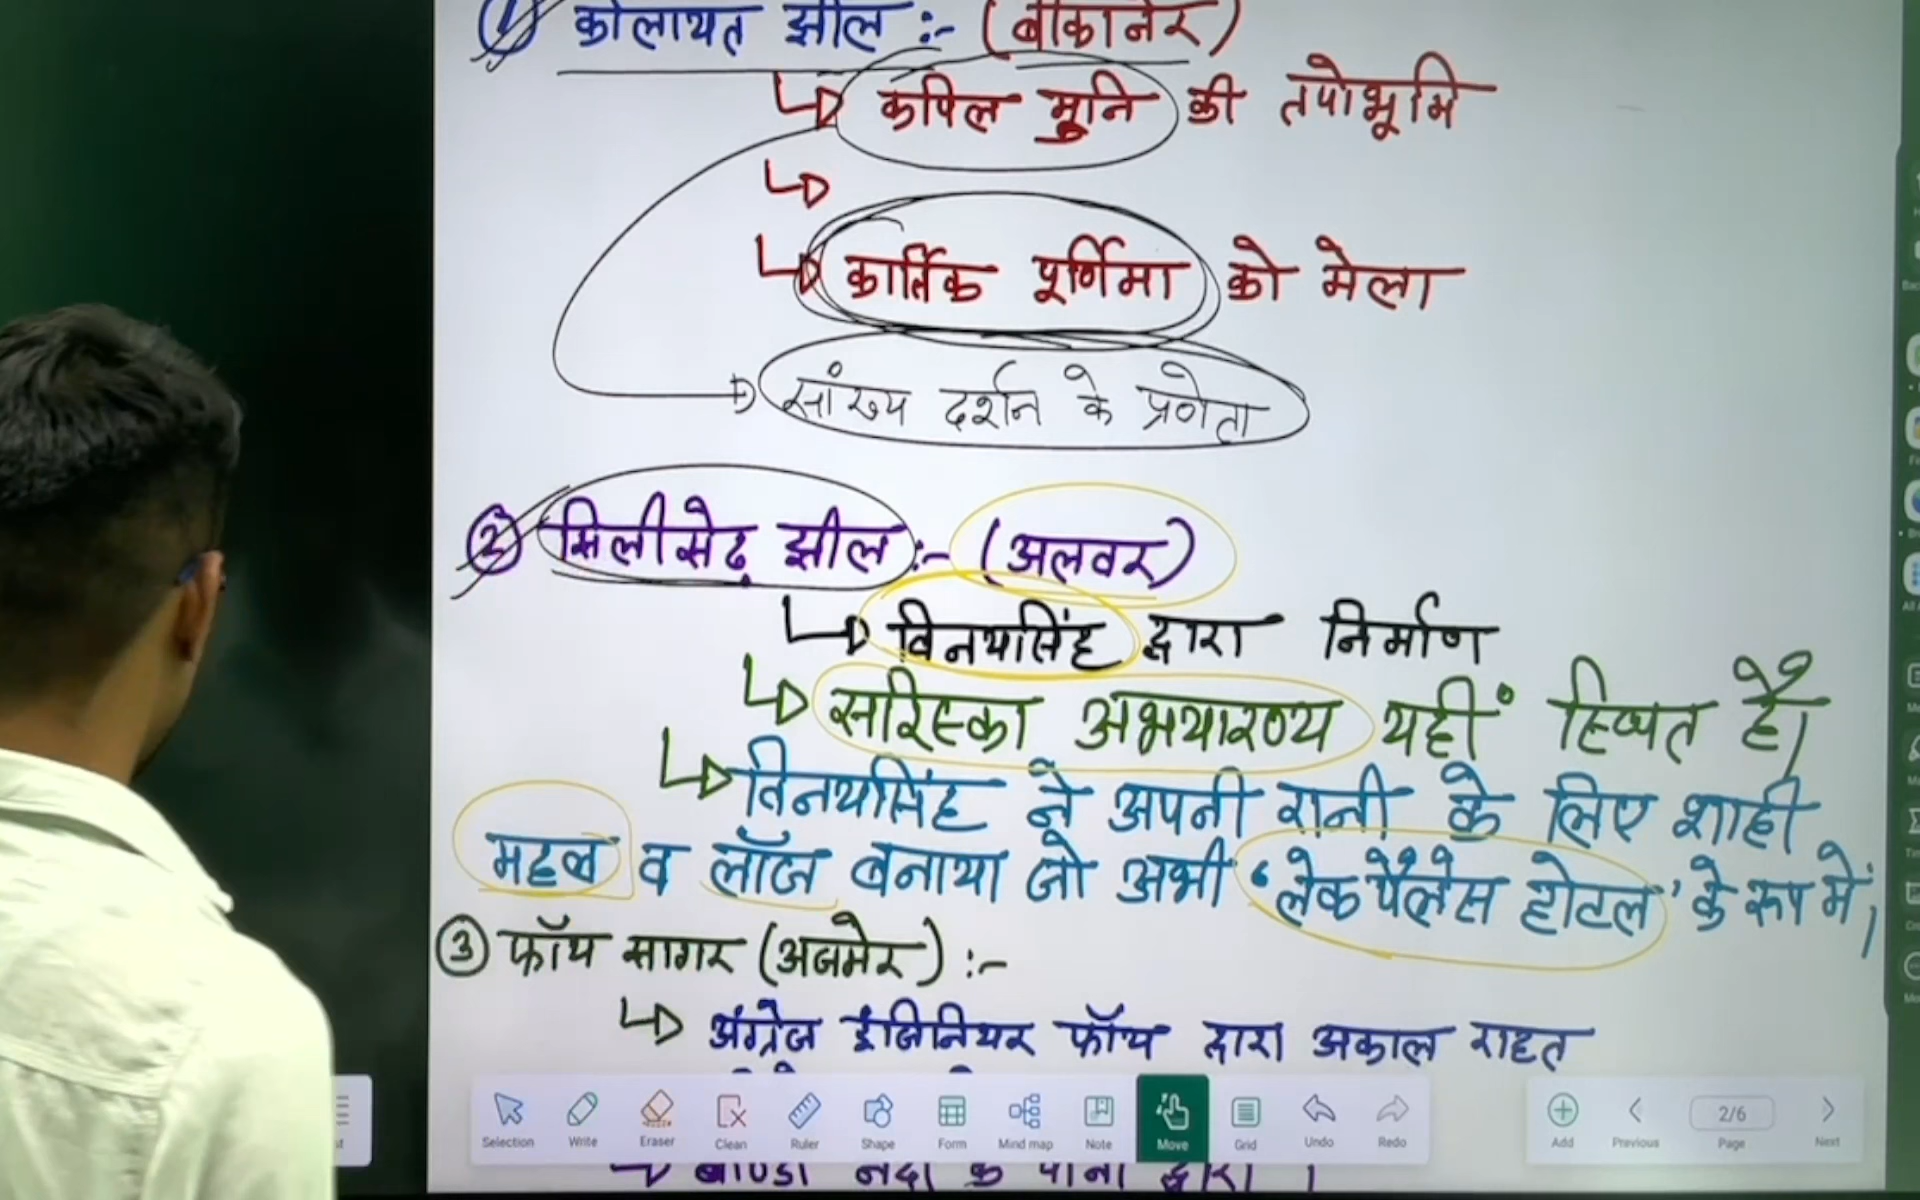 ① कोलायत झील :- (बीकानेर)
↳ कपिल मुनि की तपोभूमि
↳
↳ कार्तिक पूर्णिमा को मेला
सांख्य दर्शन के प्रणेता
② सिलीसेढ़ झील :- (अलवर)
↳ विनयसिंह द्वारा निर्माण
↳ सरिस्का अभयारण्य यहीं स्थित है।
↳ विनयसिंह ने अपनी रानी के लिए शाही
महल व लॉज बनाया जो अभी 'लेक पैलेस होटल' के रूप में,
③ फॉय सागर (अजमेर) :-
↳ अंग्रेज इंजिनियर फॉय द्वारा अकाल राहत
Selection Write Eraser Clean Ruler Shape Form Mind map Note Move Grid Undo Redo Add Previous 2/6 Page Next
बाण्डी नदी के पानी द्वारा ।